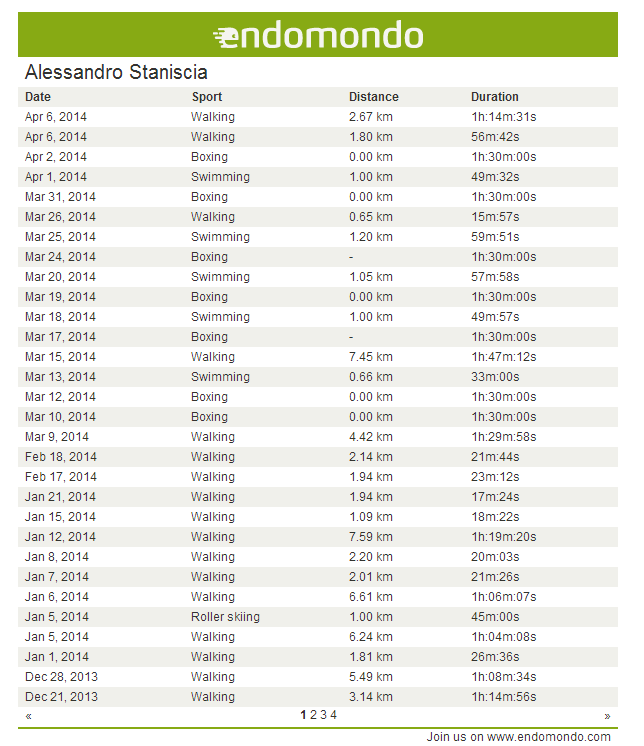 endomondo
Alessandro Staniscia
Date Sport Distance Duration
Apr 6, 2014 Walking 2.67 km 1h:14m:31s
Apr 6, 2014 Walking 1.80 km 56m:42s
Apr 2, 2014 Boxing 0.00 km 1h:30m:00s
Apr 1, 2014 Swimming 1.00 km 49m:32s
Mar 31, 2014 Boxing 0.00 km 1h:30m:00s
Mar 26, 2014 Walking 0.65 km 15m:57s
Mar 25, 2014 Swimming 1.20 km 59m:51s
Mar 24, 2014 Boxing - 1h:30m:00s
Mar 20, 2014 Swimming 1.05 km 57m:58s
Mar 19, 2014 Boxing 0.00 km 1h:30m:00s
Mar 18, 2014 Swimming 1.00 km 49m:57s
Mar 17, 2014 Boxing - 1h:30m:00s
Mar 15, 2014 Walking 7.45 km 1h:47m:12s
Mar 13, 2014 Swimming 0.66 km 33m:00s
Mar 12, 2014 Boxing 0.00 km 1h:30m:00s
Mar 10, 2014 Boxing 0.00 km 1h:30m:00s
Mar 9, 2014 Walking 4.42 km 1h:29m:58s
Feb 18, 2014 Walking 2.14 km 21m:44s
Feb 17, 2014 Walking 1.94 km 23m:12s
Jan 21, 2014 Walking 1.94 km 17m:24s
Jan 15, 2014 Walking 1.09 km 18m:22s
Jan 12, 2014 Walking 7.59 km 1h:19m:20s
Jan 8, 2014 Walking 2.20 km 20m:03s
Jan 7, 2014 Walking 2.01 km 21m:26s
Jan 6, 2014 Walking 6.61 km 1h:06m:07s
Jan 5, 2014 Roller skiing 1.00 km 45m:00s
Jan 5, 2014 Walking 6.24 km 1h:04m:08s
Jan 1, 2014 Walking 1.81 km 26m:36s
Dec 28, 2013 Walking 5.49 km 1h:08m:34s
Dec 21, 2013 Walking 3.14 km 1h:14m:56s
« 1 2 3 4 »
Join us on www.endomondo.com